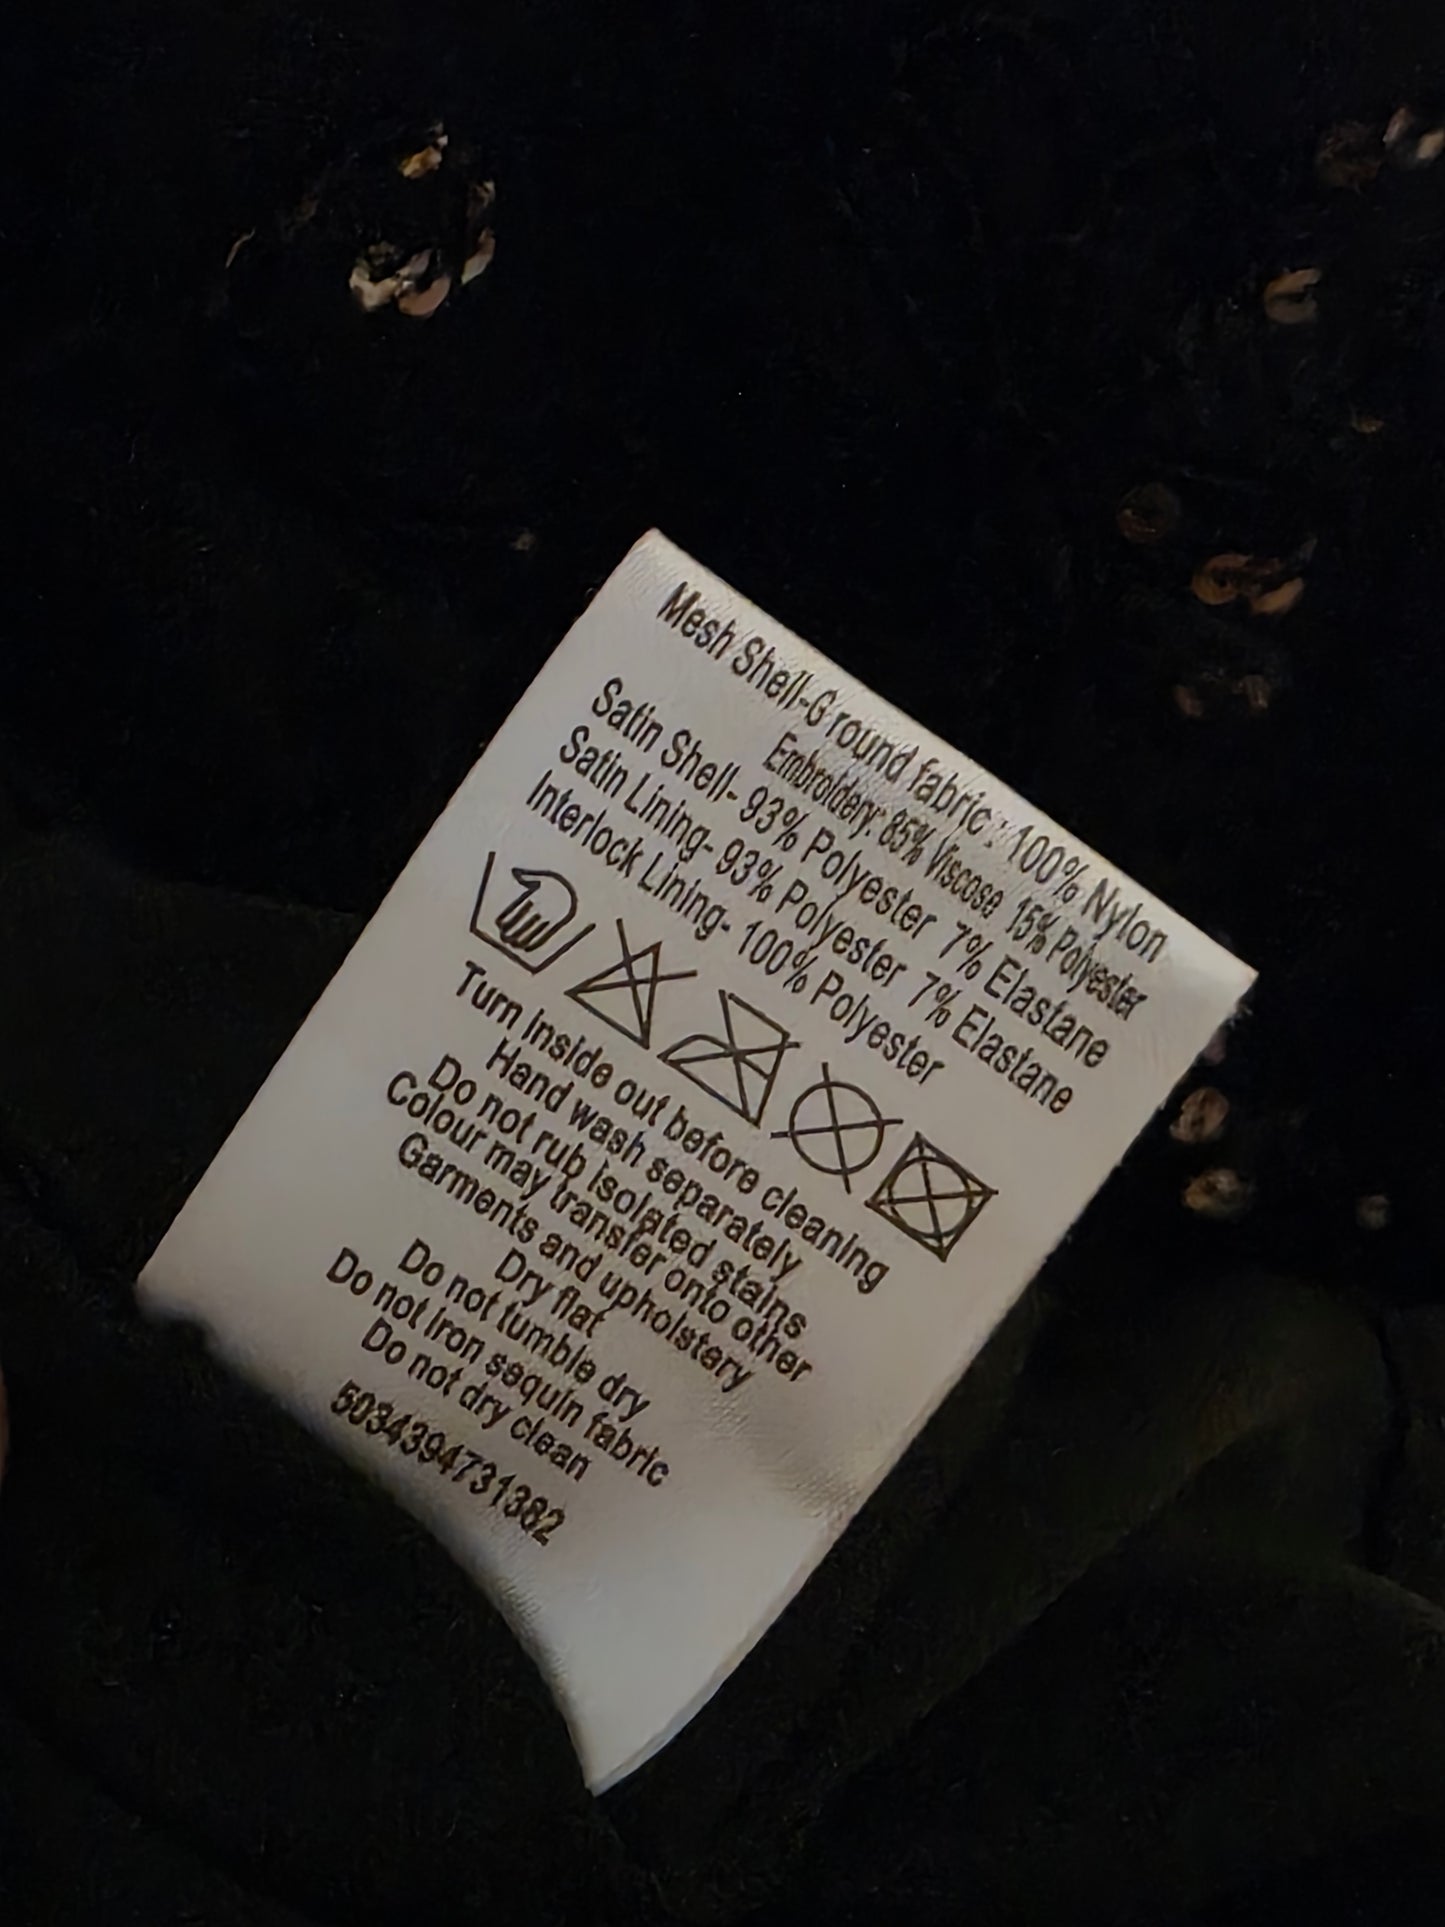 Mesh Shell-Ground fabric : 100% Nylon
Embroidery: 85% Viscose 15% Polyester
Satin Shell- 93% Polyester 7% Elastane
Satin Lining- 93% Polyester 7% Elastane
Interlock Lining- 100% Polyester
Turn inside out before cleaning
Hand wash separately
Do not rub isolated stains
Colour may transfer onto other
Garments and upholstery
Dry flat
Do not tumble dry
Do not iron sequin fabric
Do not dry clean
5034394731382